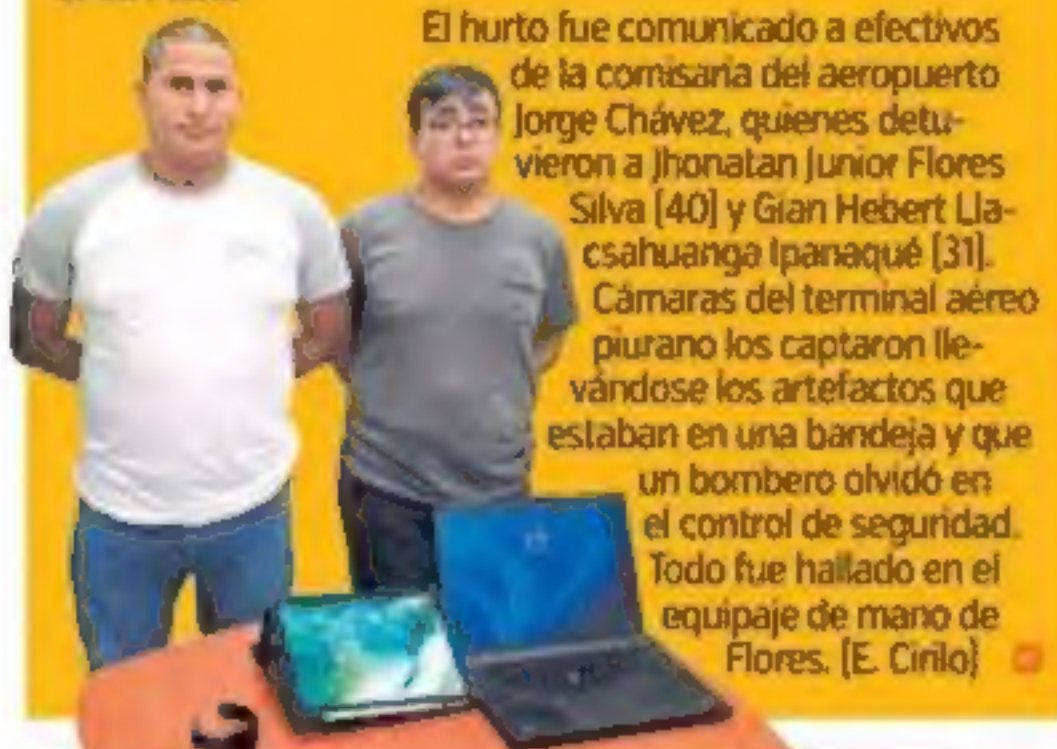 El hurto fue comunicado a efectivos
de la comisaría del aeropuerto
Jorge Chávez, quienes detu-
vieron a Jhonatan Junior Flores
Silva (40) y Gian Hebert Lla-
csahuanga Ipanaqué (31).
Cámaras del terminal aéreo
piurano los captaron lle-
vándose los artefactos que
estaban en una bandeja y que
un bombero olvidó en
el control de seguridad.
Todo fue hallado en el
equipaje de mano de
Flores. (E. Cirilo)